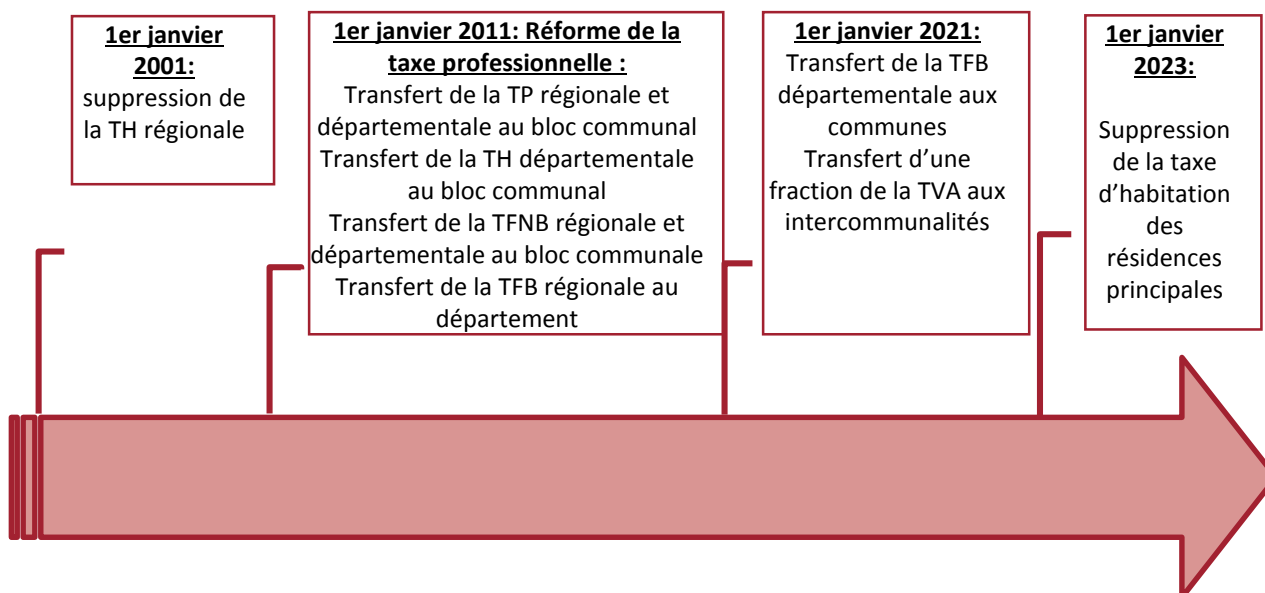 1er janvier
2001:
suppression de
la TH régionale
1er janvier 2011: Réforme de la
taxe professionnelle :
Transfert de la TP régionale et
départementale au bloc communal
Transfert de la TH départementale
au bloc communal
Transfert de la TFNB régionale et
départementale au bloc communale
Transfert de la TFB régionale au
département
1er janvier 2021:
Transfert de la TFB
départementale aux
communes
Transfert d’une
fraction de la TVA aux
intercommunalités
1er janvier
2023:
Suppression
de la taxe
d’habitation
des
résidences
principales